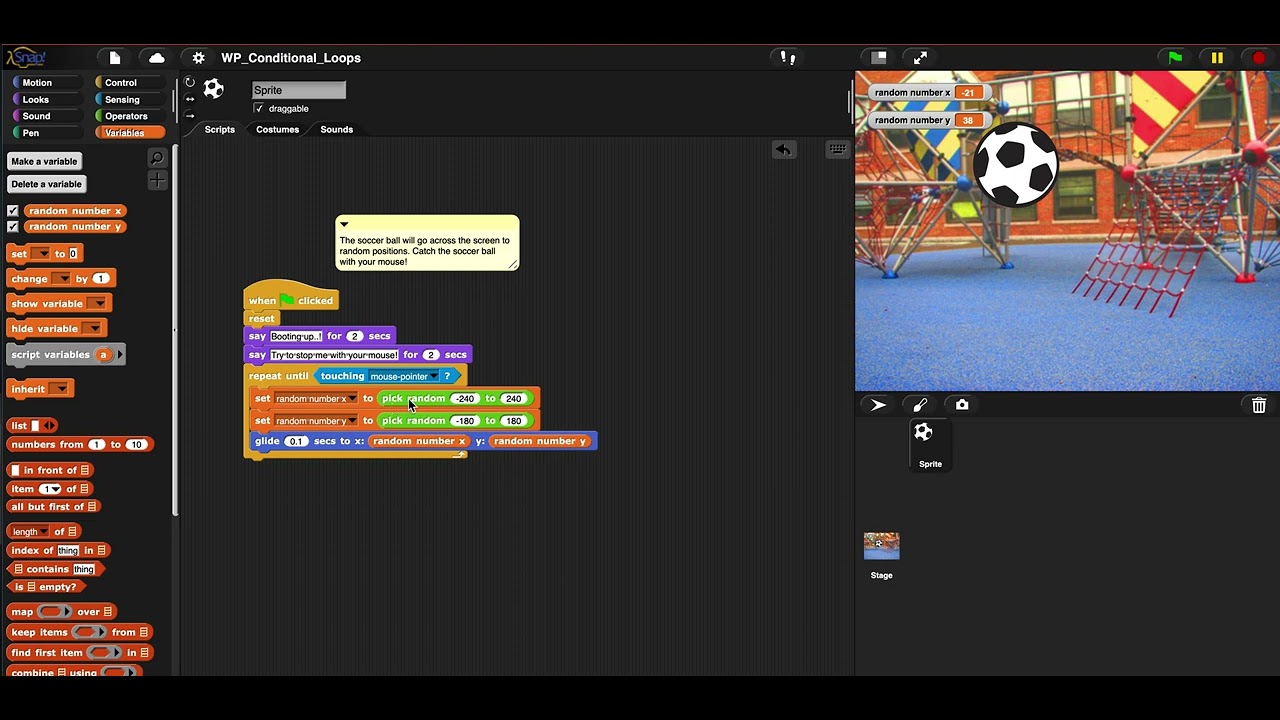 Snap!
WP_Conditional_Loops
Motion
Control
Looks
Sensing
Sound
Operators
Pen
Variables
Sprite
draggable
Scripts
Costumes
Sounds
Make a variable
Delete a variable
random number x
random number y
set to 0
change by 1
show variable
hide variable
script variables a
inherit
list
numbers from 1 to 10
in front of
item 1 of
all but first of
length of
index of thing in
contains thing
is empty?
map over
keep items from
find first item in
combine using
The soccer ball will go across the screen to
random positions. Catch the soccer ball
with your mouse!
when clicked
reset
say Booting up..! for 2 secs
say Try to stop me with your mouse! for 2 secs
repeat until touching mouse-pointer ?
set random number x to pick random -240 to 240
set random number y to pick random -180 to 180
glide 0.1 secs to x: random number x y: random number y
random number x -21
random number y 38
Sprite
Stage